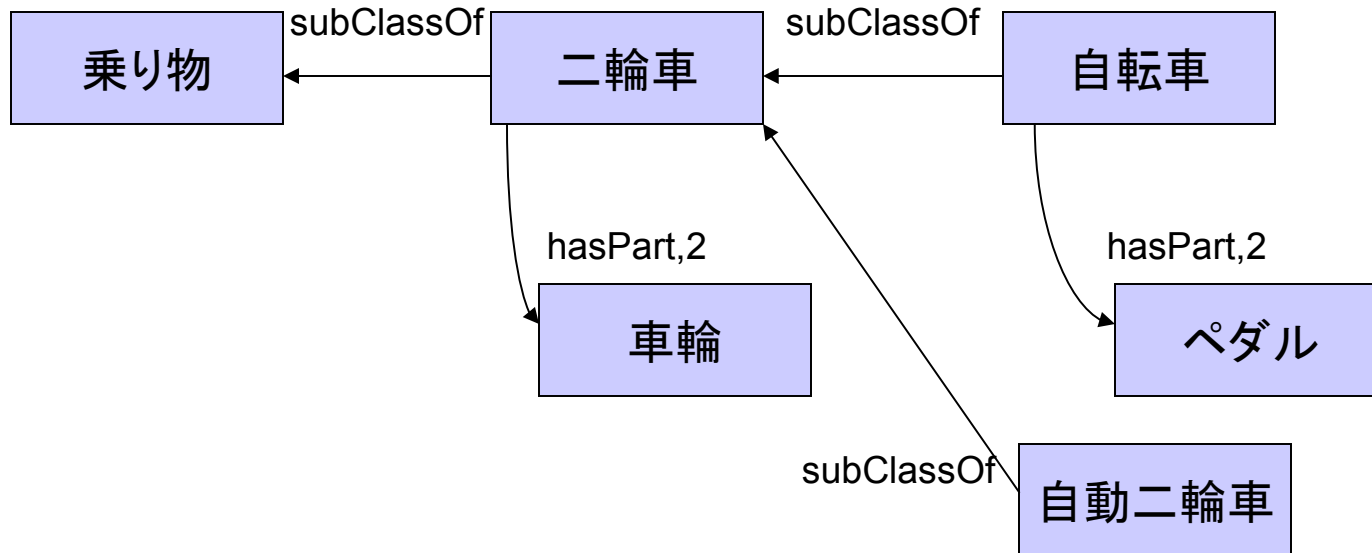 subClassOf
subClassOf
乗り物
二輪車
自転車
hasPart,2
hasPart,2
車輪
ペダル
subClassOf
自動二輪車